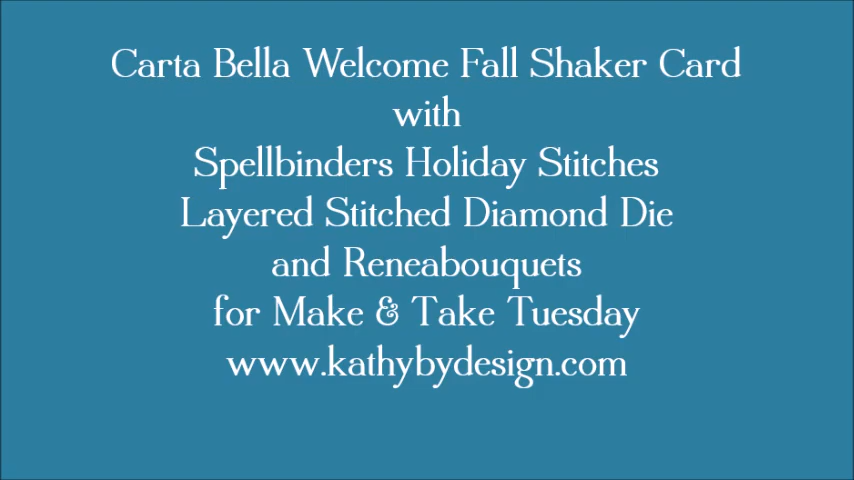 Carta Bella Welcome Fall Shaker Card
with
Spellbinders Holiday Stitches
Layered Stitched Diamond Die
and Reneabouquets
for Make & Take Tuesday
www.kathybydesign.com